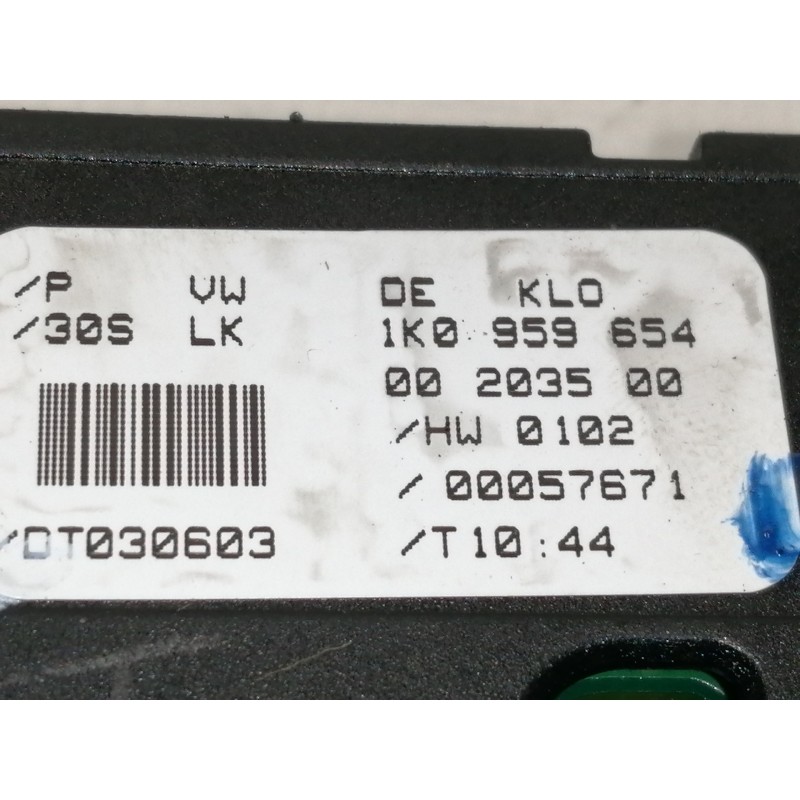 /P VW DE KLO
/30S LK 1K0 959 654
00 2035 00
/HW 0102
/ 00057671
/DT030603 /T10:44